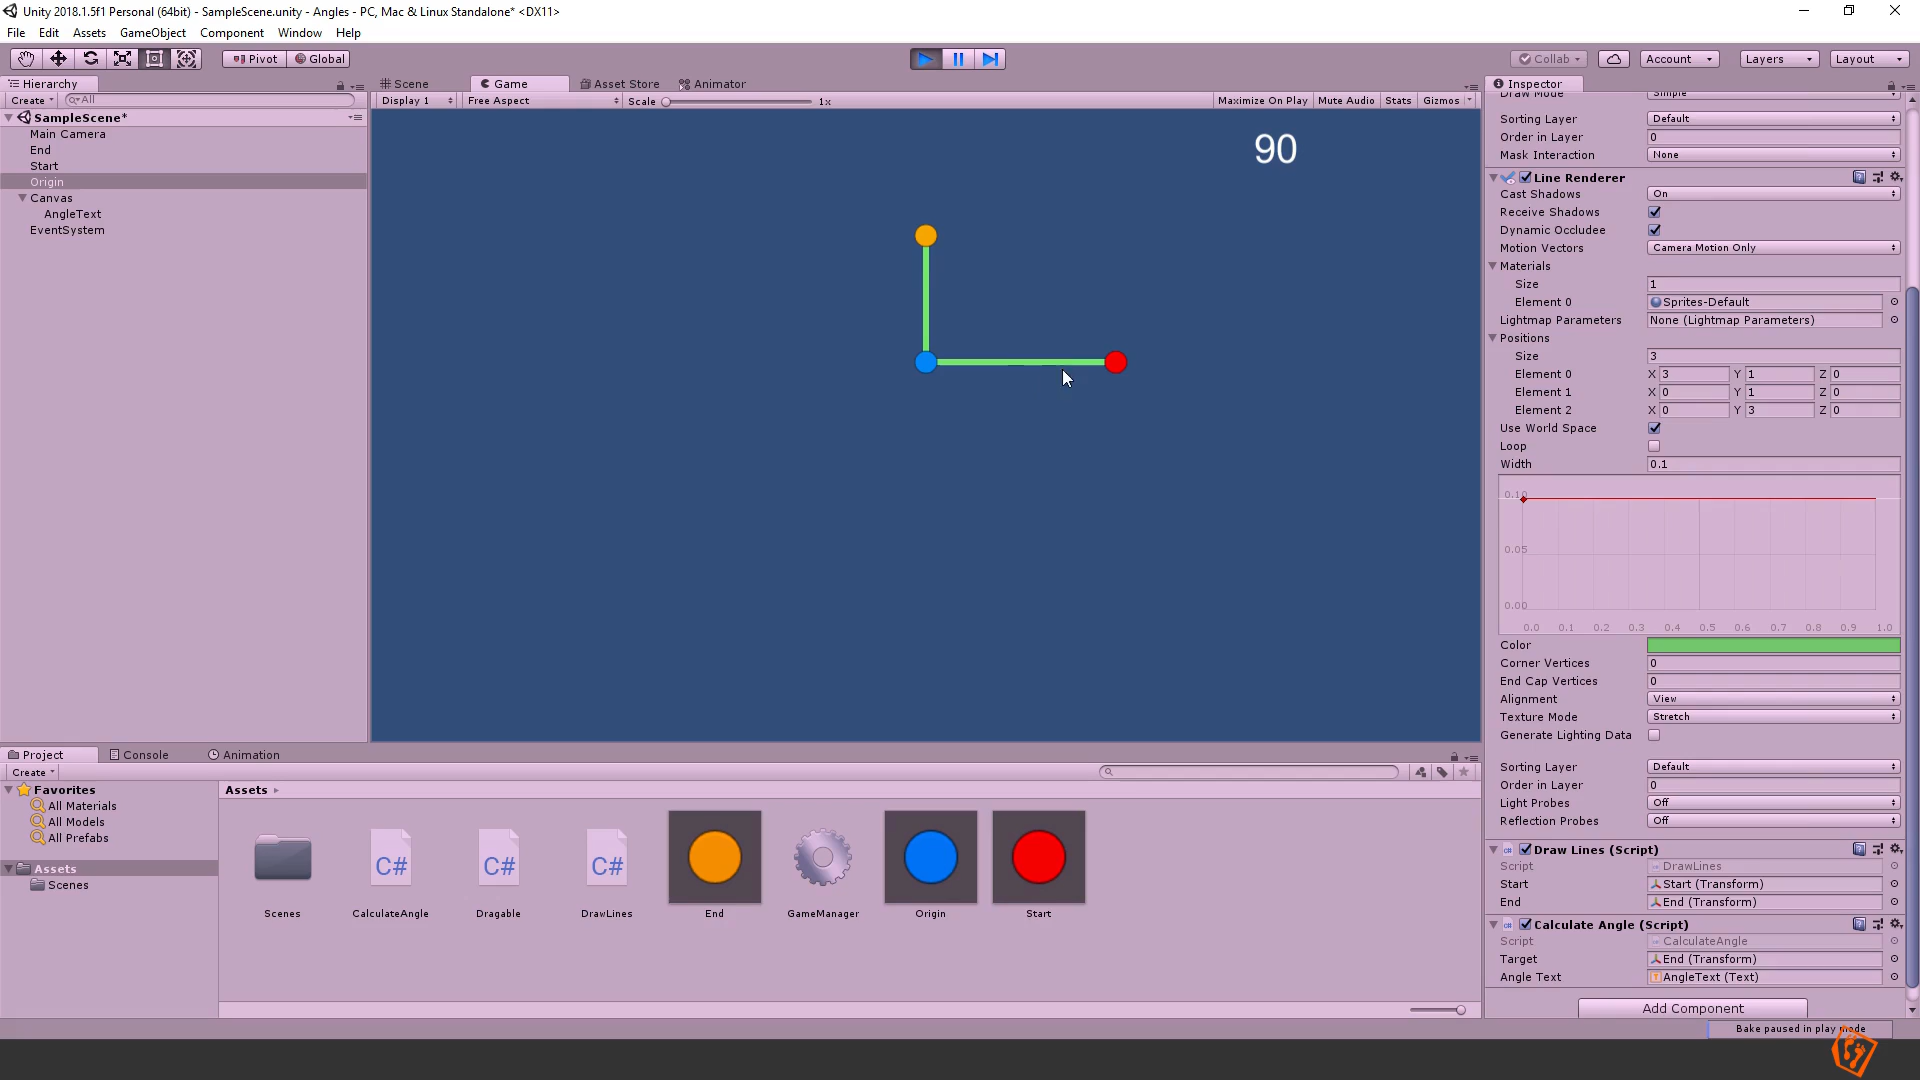 Unity 2018.1.5f1 Personal (64bit) - SampleScene.unity - Angles - PC, Mac & Linux Standalone* <DX11>
File Edit Assets GameObject Component Window Help
Pivot Global Collab Account Layers Layout
Hierarchy
Create All
SampleScene*
Main Camera
End
Start
Origin
Canvas
AngleText
EventSystem
Scene Game Asset Store Animator
Display 1 Free Aspect Scale 1x Maximize On Play Mute Audio Stats Gizmos
90
Inspector
Draw Mode Simple
Sorting Layer Default
Order in Layer 0
Mask Interaction None
Line Renderer
Cast Shadows On
Receive Shadows
Dynamic Occludee
Motion Vectors Camera Motion Only
Materials
Size 1
Element 0 Sprites-Default
Lightmap Parameters None (Lightmap Parameters)
Positions
Size 3
Element 0 X 3 Y 1 Z 0
Element 1 X 0 Y 1 Z 0
Element 2 X 0 Y 3 Z 0
Use World Space
Loop
Width 0.1
0.10
0.05
0.00
0.0 0.1 0.2 0.3 0.4 0.5 0.6 0.7 0.8 0.9 1.0
Color
Corner Vertices 0
End Cap Vertices 0
Alignment View
Texture Mode Stretch
Generate Lighting Data
Sorting Layer Default
Order in Layer 0
Light Probes Off
Reflection Probes Off
Draw Lines (Script)
Script DrawLines
Start Start (Transform)
End End (Transform)
Calculate Angle (Script)
Script CalculateAngle
Target End (Transform)
Angle Text AngleText (Text)
Add Component
Project Console Animation
Create
Favorites
All Materials
All Models
All Prefabs
Assets
Scenes
Assets
C# C# C#
Scenes CalculateAngle Dragable DrawLines End GameManager Origin Start
Bake paused in play mode